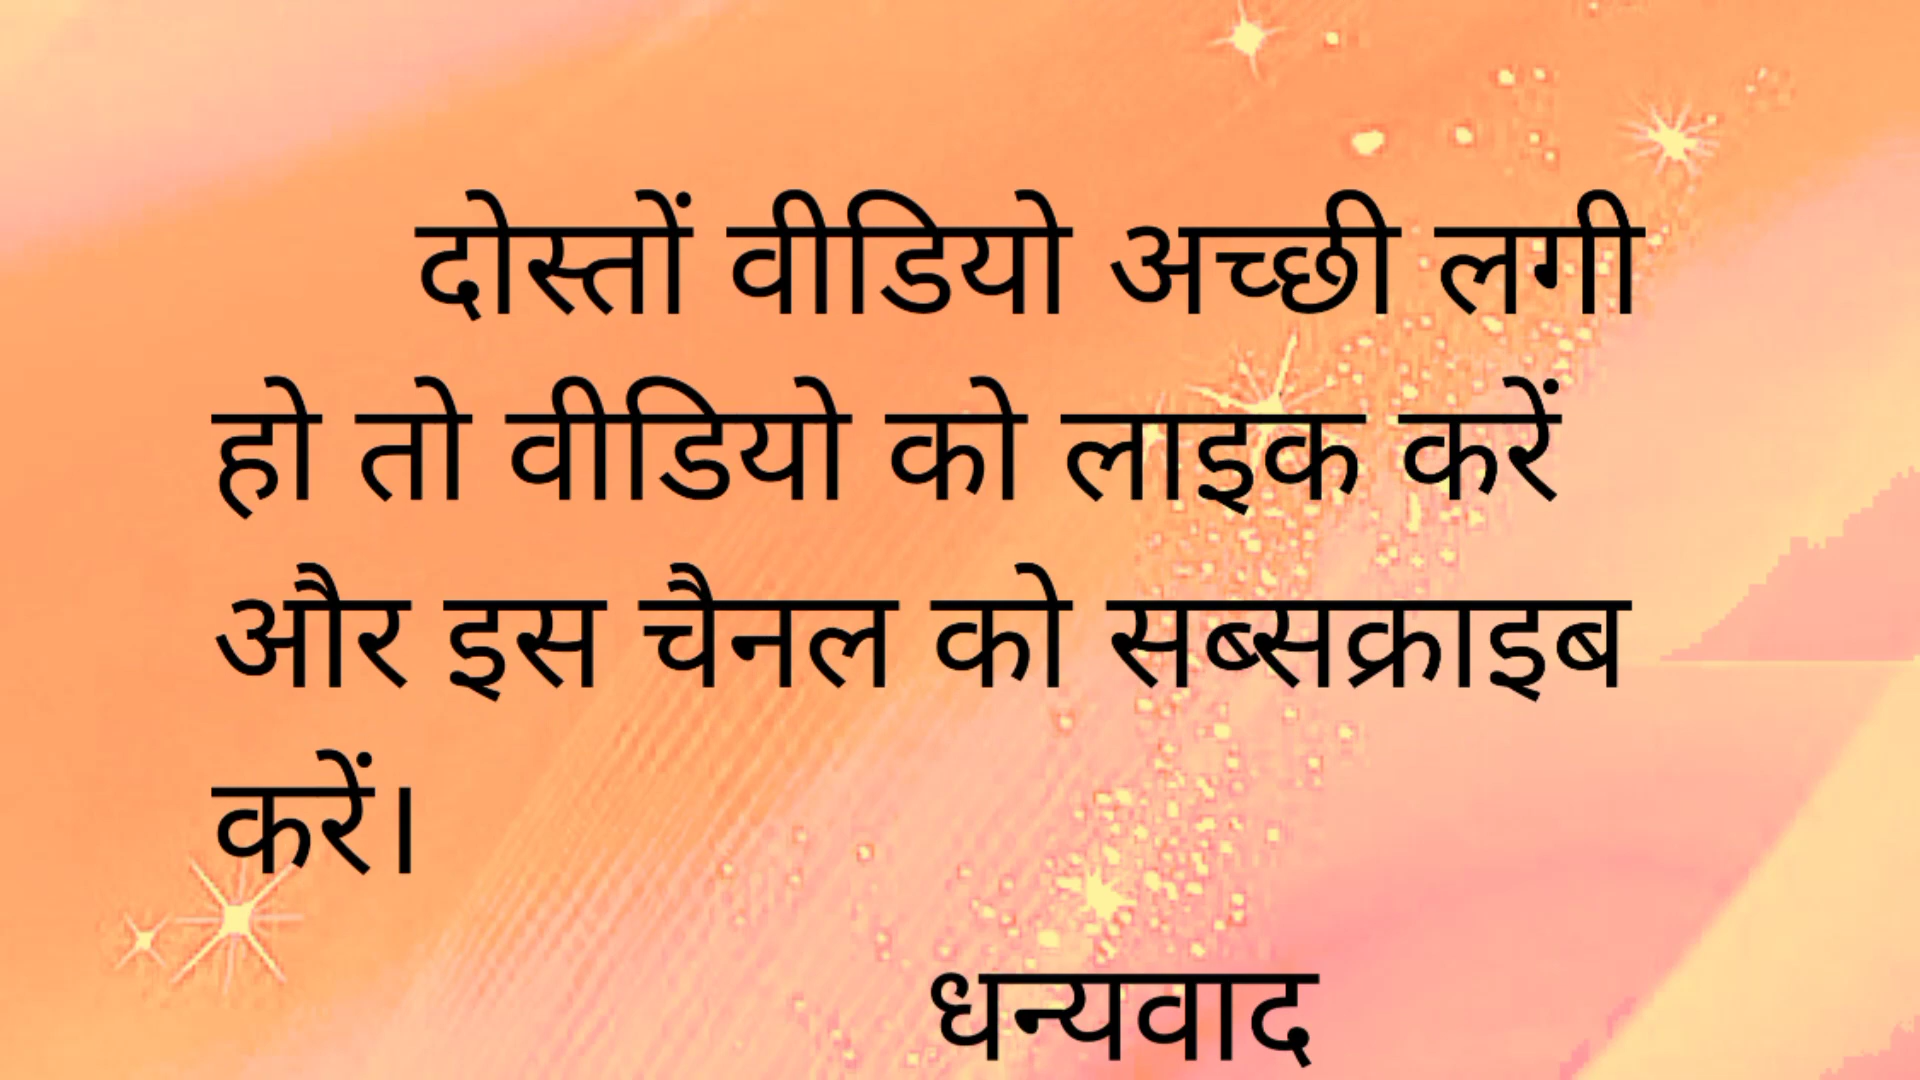 दोस्तों वीडियो अच्छी लगी
हो तो वीडियो को लाइक करें
और इस चैनल को सब्सक्राइब
करें।
धन्यवाद